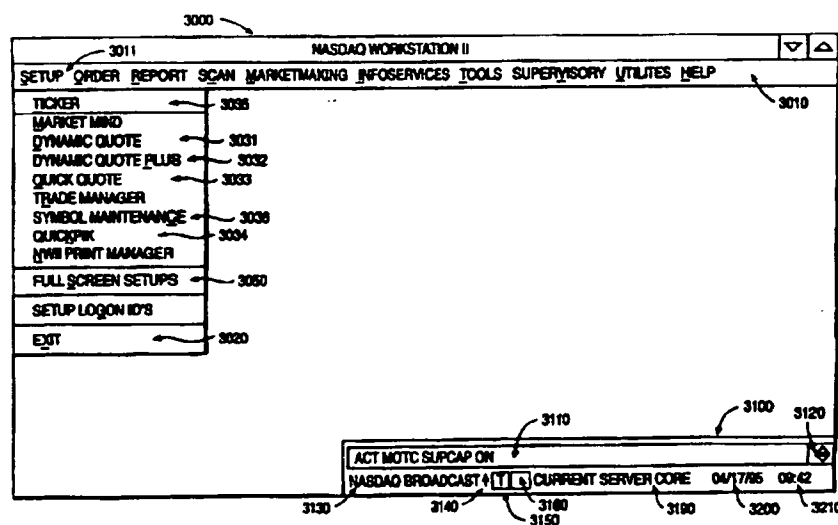 3000
3011 NASDAQ WORKSTATION II
SETUP ORDER REPORT SCAN MARKETMAKING INFOSERVICES TOOLS SUPERVISORY UTILITES HELP
3010
TICKER 3035
MARKET MIND
DYNAMIC QUOTE 3031
DYNAMIC QUOTE PLUS 3032
QUICK QUOTE 3033
TRADE MANAGER
SYMBOL MAINTENANCE 3036
QUICKPIK 3034
NWII PRINT MANAGER
FULL SCREEN SETUPS 3050
SETUP LOGON ID'S
EXIT 3020
3100
3110 3120
ACT MOTC SUPCAP ON
NASDAQ BROADCAST T CURRENT SERVER CORE 04/17/95 09:42
3130 3140 3150 3160 3190 3200 3210